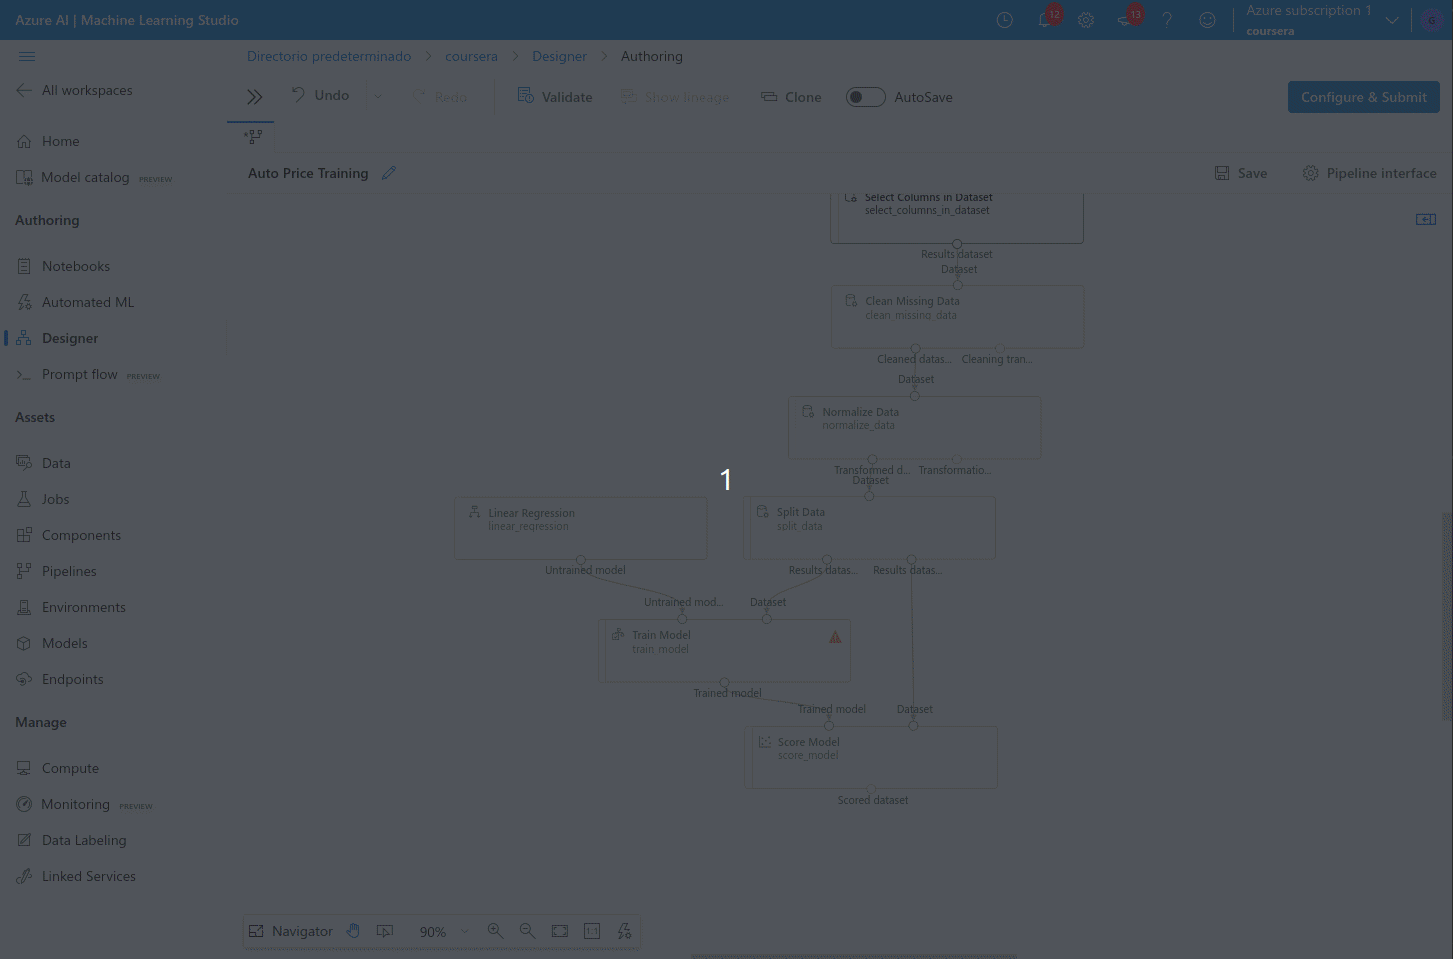 Azure AI | Machine Learning Studio
12
13
Azure subscription 1
coursera
G
Directorio predeterminado
coursera
Designer
Authoring
All workspaces
Undo
Redo
Validate
Show lineage
Clone
AutoSave
Configure & Submit
Home
Model catalog PREVIEW
Auto Price Training
Save
Pipeline interface
Authoring
Notebooks
Automated ML
Designer
Prompt flow PREVIEW
Assets
Data
Jobs
Components
Pipelines
Environments
Models
Endpoints
Manage
Compute
Monitoring PREVIEW
Data Labeling
Linked Services
Select Columns in Dataset
select_columns_in_dataset
Results dataset
Dataset
Clean Missing Data
clean_missing_data
Cleaned datas... Cleaning tran...
Dataset
Normalize Data
normalize_data
Transformed d... Transformatio...
Dataset
1
Linear Regression
linear_regression
Untrained model
Split Data
split_data
Results datas... Results datas...
Untrained mod... Dataset
Train Model
train_model
Trained model
Trained model Dataset
Score Model
score_model
Scored dataset
Navigator
90%
1:1